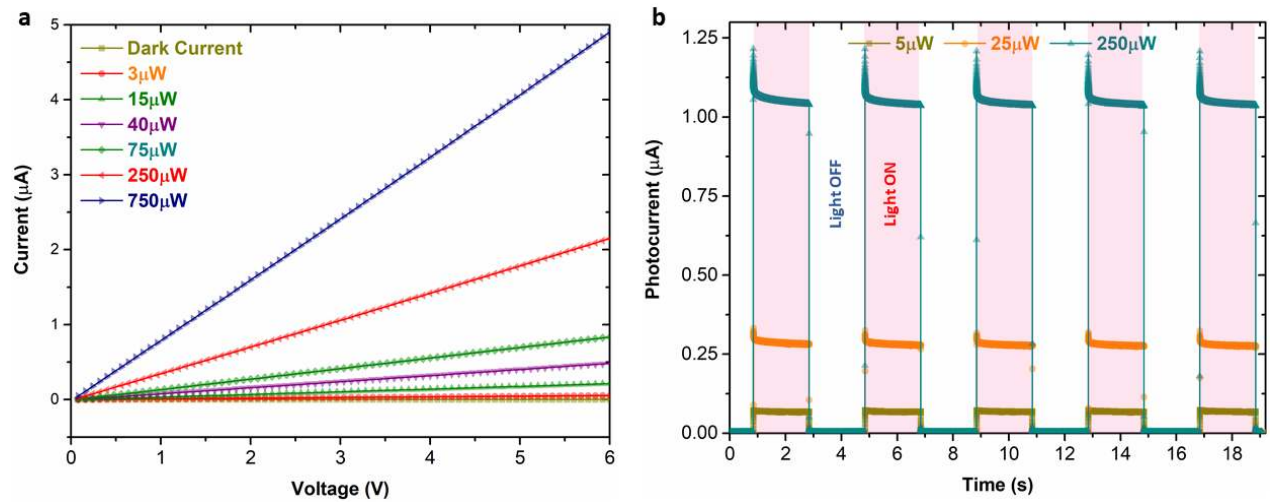 a
Current (μA)
5
4
3
2
1
0
Dark Current
3μW
15μW
40μW
75μW
250μW
750μW
0 1 2 3 4 5 6
Voltage (V)
b
Photocurrent (μA)
1.25
1.00
0.75
0.50
0.25
0.00
5μW 25μW 250μW
Light OFF
Light ON
0 2 4 6 8 10 12 14 16 18
Time (s)